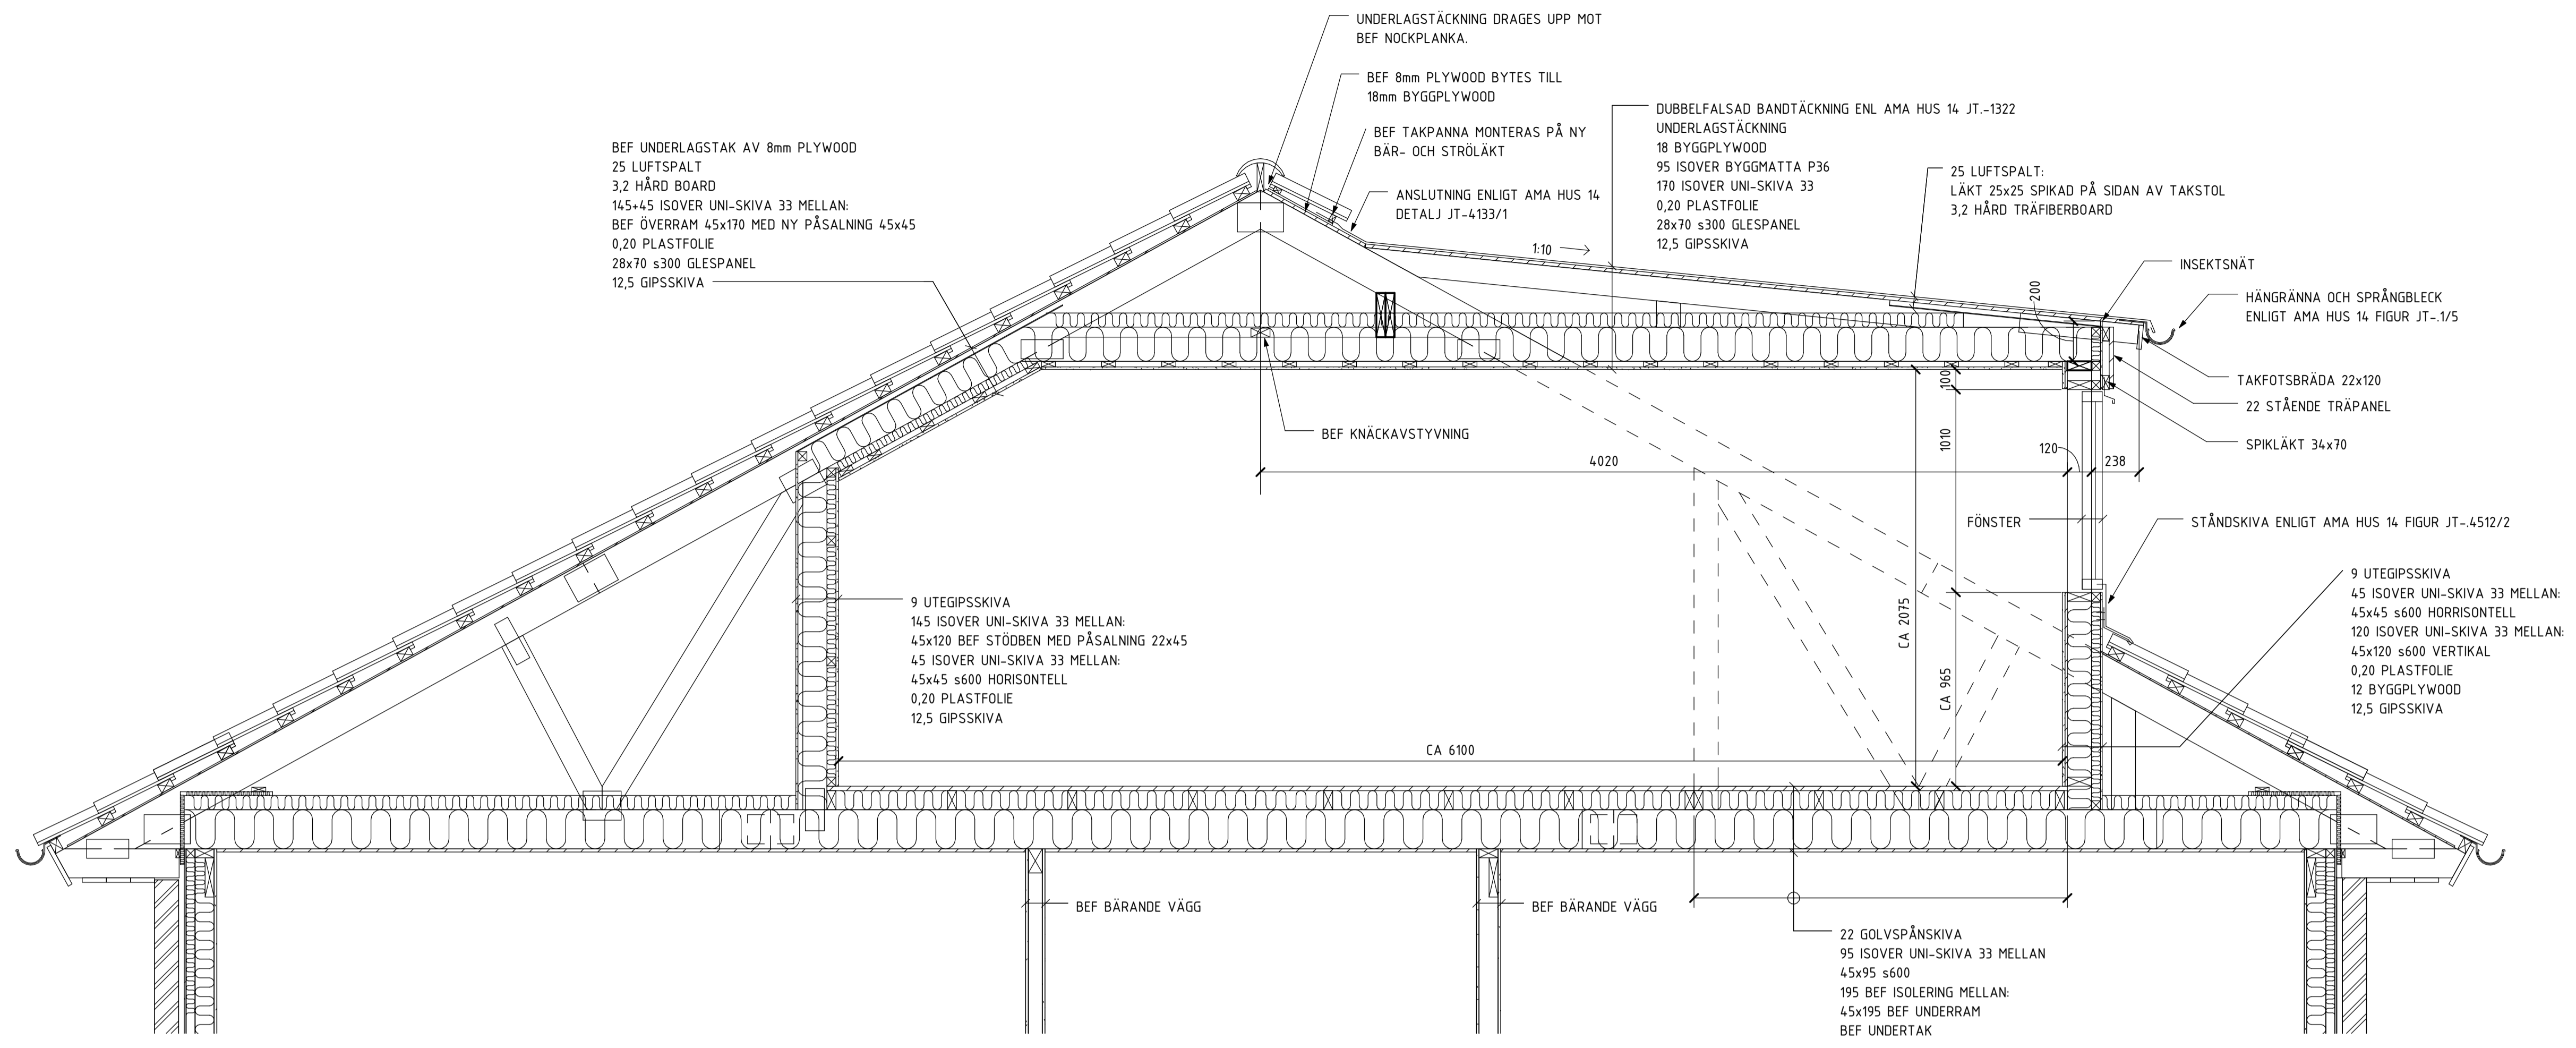 UNDERLAGSTÄCKNING DRAGES UPP MOT
BEF NOCKPLANKA.
BEF 8mm PLYWOOD BYTES TILL
18mm BYGGPLYWOOD
BEF TAKPANNA MONTERAS PÅ NY
BÄR- OCH STRÖLÄKT
ANSLUTNING ENLIGT AMA HUS 14
DETALJ JT-4133/1
DUBBELFALSAD BANDTÄCKNING ENL AMA HUS 14 JT.-1322
UNDERLAGSTÄCKNING
18 BYGGPLYWOOD
95 ISOVER BYGGMATTA P36
170 ISOVER UNI-SKIVA 33
0,20 PLASTFOLIE
28x70 s300 GLESPANEL
12,5 GIPSSKIVA
25 LUFTSPALT:
LÄKT 25x25 SPIKAD PÅ SIDAN AV TAKSTOL
3,2 HÅRD TRÄFIBERBOARD
BEF UNDERLAGSTAK AV 8mm PLYWOOD
25 LUFTSPALT
3,2 HÅRD BOARD
145+45 ISOVER UNI-SKIVA 33 MELLAN:
BEF ÖVERRAM 45x170 MED NY PÅSALNING 45x45
0,20 PLASTFOLIE
28x70 s300 GLESPANEL
12,5 GIPSSKIVA
1:10
200
INSEKTSNÄT
HÄNGRÄNNA OCH SPRÅNGBLECK
ENLIGT AMA HUS 14 FIGUR JT-.1/5
TAKFOTSBRÄDA 22x120
22 STÅENDE TRÄPANEL
SPIKLÄKT 34x70
BEF KNÄCKAVSTYVNING
100
1010
4020
120
238
FÖNSTER
STÅNDSKIVA ENLIGT AMA HUS 14 FIGUR JT-.4512/2
9 UTEGIPSSKIVA
45 ISOVER UNI-SKIVA 33 MELLAN:
45x45 s600 HORRISONTELL
120 ISOVER UNI-SKIVA 33 MELLAN:
45x120 s600 VERTIKAL
0,20 PLASTFOLIE
12 BYGGPLYWOOD
12,5 GIPSSKIVA
9 UTEGIPSSKIVA
145 ISOVER UNI-SKIVA 33 MELLAN:
45x120 BEF STÖDBEN MED PÅSALNING 22x45
45 ISOVER UNI-SKIVA 33 MELLAN:
45x45 s600 HORISONTELL
0,20 PLASTFOLIE
12,5 GIPSSKIVA
CA 2075
CA 965
CA 6100
BEF BÄRANDE VÄGG
BEF BÄRANDE VÄGG
22 GOLVSPÅNSKIVA
95 ISOVER UNI-SKIVA 33 MELLAN
45x95 s600
195 BEF ISOLERING MELLAN:
45x195 BEF UNDERRAM
BEF UNDERTAK